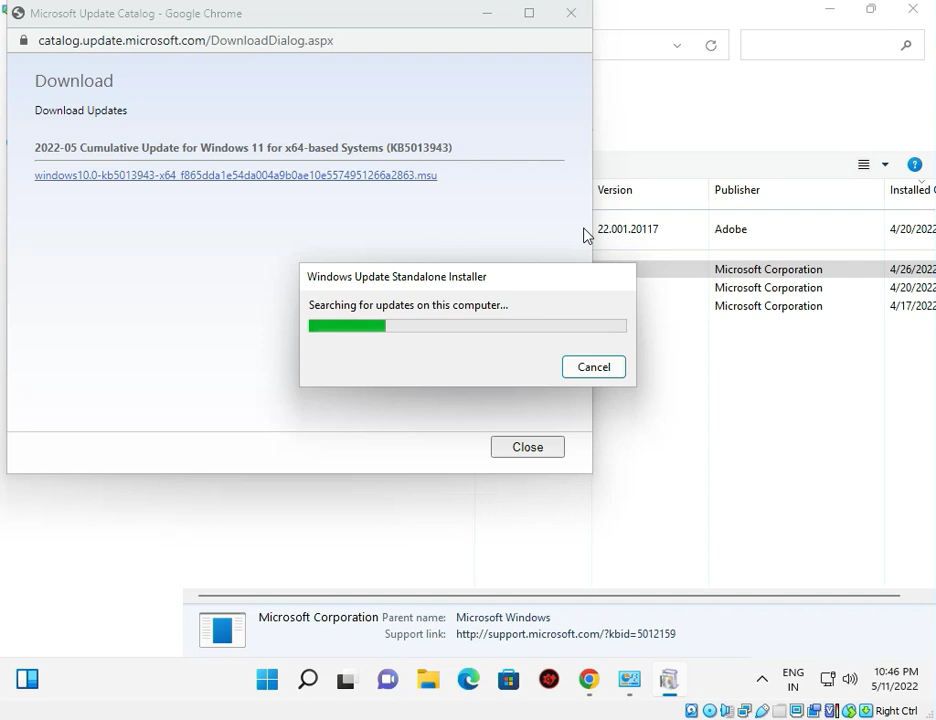 Microsoft Update Catalog - Google Chrome
catalog.update.microsoft.com/DownloadDialog.aspx
Download
Download Updates
2022-05 Cumulative Update for Windows 11 for x64-based Systems (KB5013943)
windows10.0-kb5013943-x64_f865dda1e54da004a9b0ae10e5574951266a2863.msu
Version Publisher Installed
22.001.20117 Adobe 4/20/2022
Microsoft Corporation 4/26/2022
Microsoft Corporation 4/20/2022
Microsoft Corporation 4/17/2022
Windows Update Standalone Installer
Searching for updates on this computer...
Cancel
Close
Microsoft Corporation Parent name: Microsoft Windows
Support link: http://support.microsoft.com/?kbid=5012159
ENG
IN
10:46 PM
5/11/2022
Right Ctrl